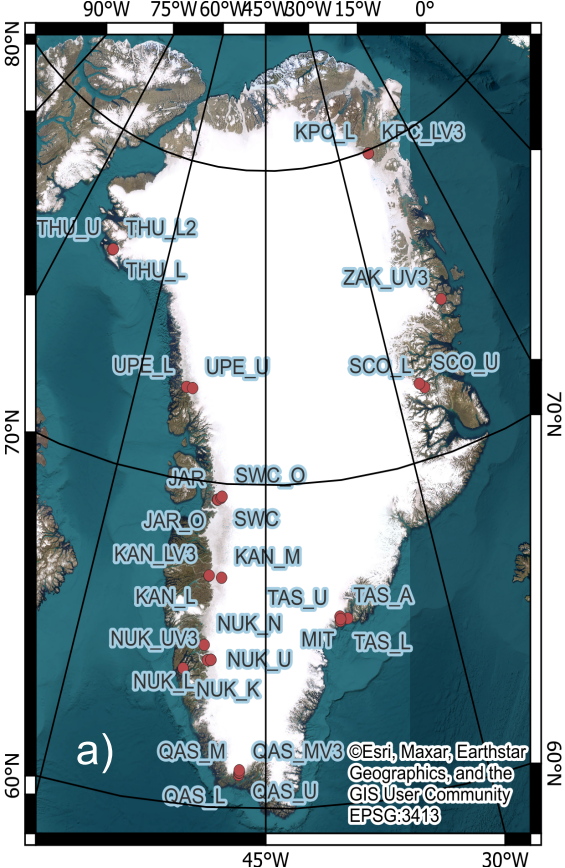 90°W 75°W 60°W 45°W 30°W 15°W 0°
80°N
KPC_L KPC_LV3
THU_U THU_L2
THU_L
ZAK_UV3
UPE_L UPE_U
SCO_L SCO_U
70°N
70°N
JAR SWC_O
JAR_O SWC
KAN_LV3 KAN_M
KAN_L TAS_U TAS_A
NUK_UV3 NUK_N MIT TAS_L
NUK_L NUK_U
NUK_K
a) QAS_M QAS_MV3
QAS_L QAS_U
©Esri, Maxar, Earthstar
Geographics, and the
GIS User Community
EPSG:3413
60°N
60°N
45°W 30°W